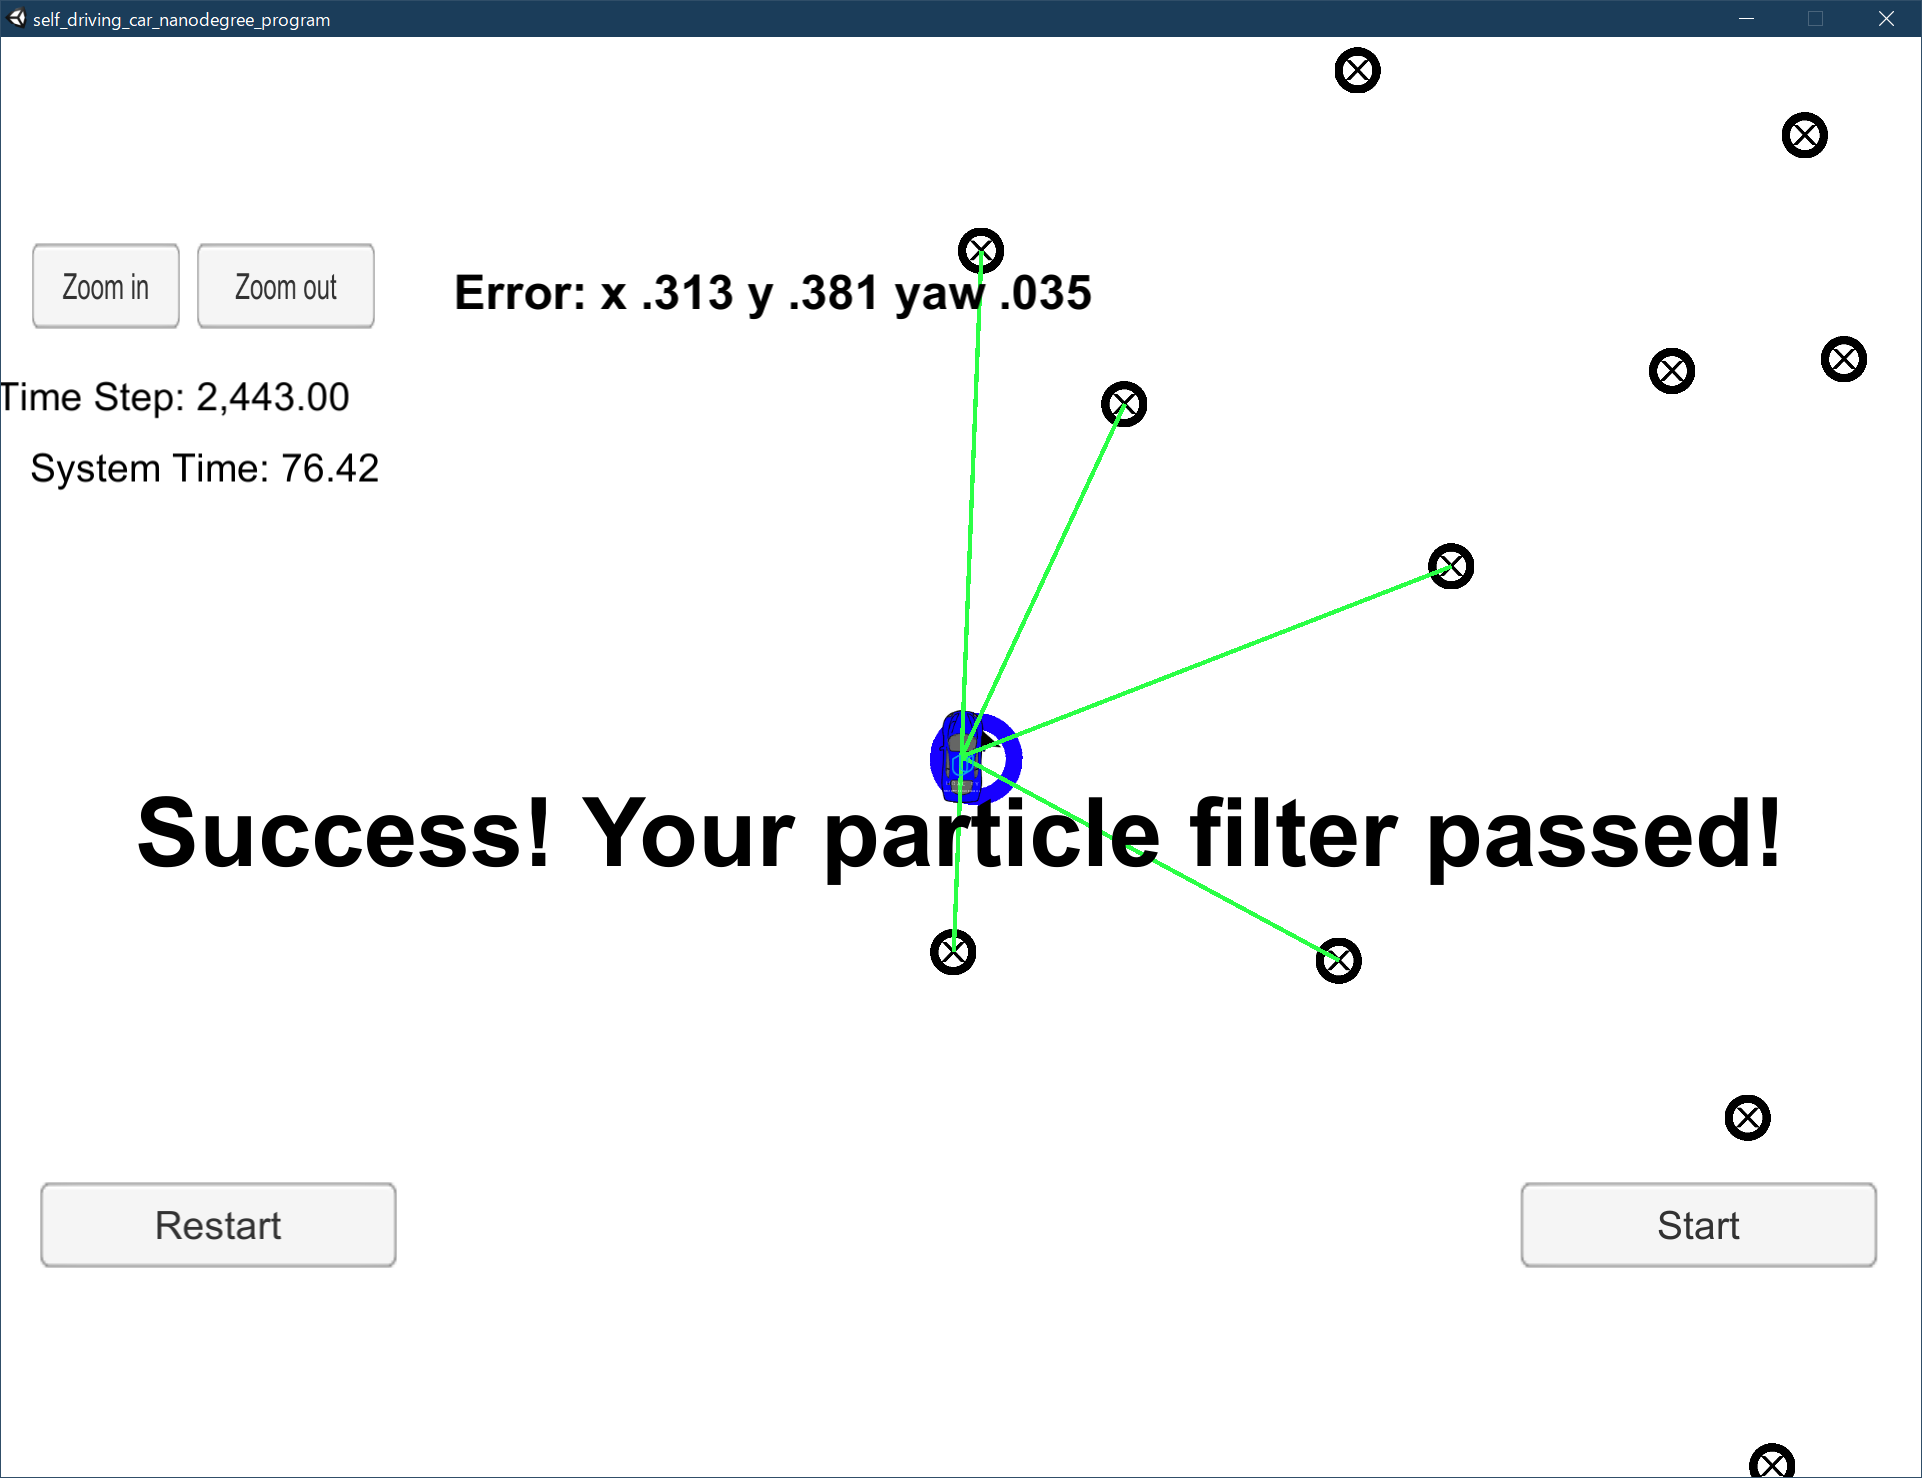 self_driving_car_nanodegree_program
Zoom in
Zoom out
Error: x .313 y .381 yaw .035
Time Step: 2,443.00
System Time: 76.42
Success! Your particle filter passed!
Restart
Start